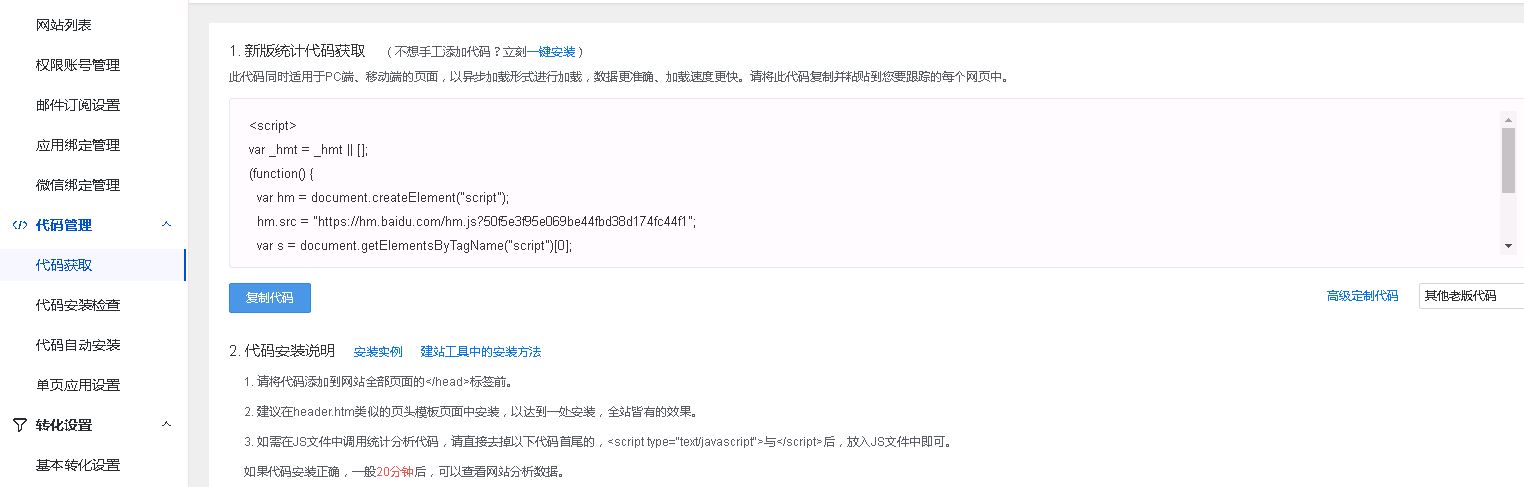 网站列表
权限账号管理
邮件订阅设置
应用绑定管理
微信绑定管理
代码管理
代码获取
代码安装检查
代码自动安装
单页应用设置
转化设置
基本转化设置
1. 新版统计代码获取 （不想手工添加代码？立刻一键安装）
此代码同时适用于PC端、移动端的页面，以异步加载形式进行加载，数据更准确、加载速度更快。请将此代码复制并粘贴到您要跟踪的每个网页中。
<script>
var _hmt = _hmt || [];
(function() {
var hm = document.createElement("script");
hm.src = "https://hm.baidu.com/hm.js?50f5e3f95e069be44fbd38d174fc44f1";
var s = document.getElementsByTagName("script")[0];
复制代码
高级定制代码 其他老版代码
2. 代码安装说明 安装实例 建站工具中的安装方法
1. 请将代码添加到网站全部页面的</head>标签前。
2. 建议在header.htm类似的页头模板页面中安装，以达到一处安装，全站皆有的效果。
3. 如需在JS文件中调用统计分析代码，请直接去掉以下代码首尾的，<script type="text/javascript">与</script>后，放入JS文件中即可。
如果代码安装正确，一般20分钟后，可以查看网站分析数据。